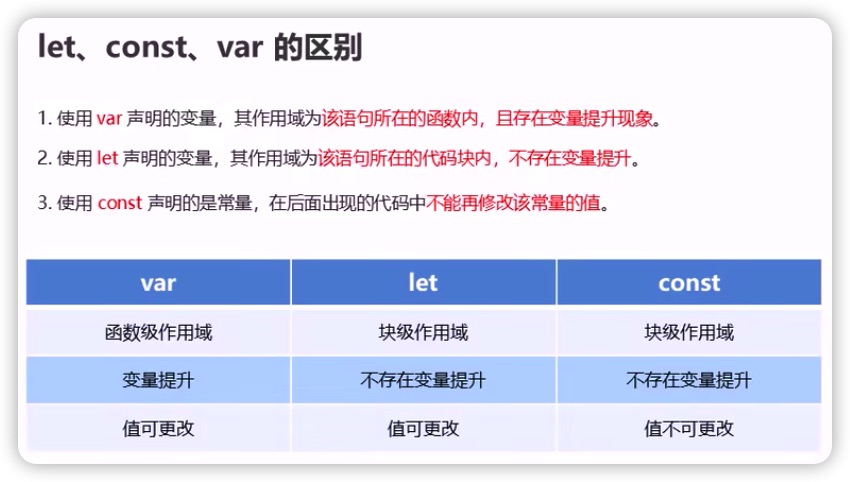 let、const、var 的区别
1. 使用 var 声明的变量，其作用域为该语句所在的函数内，且存在变量提升现象。
2. 使用 let 声明的变量，其作用域为该语句所在的代码块内，不存在变量提升。
3. 使用 const 声明的是常量，在后面出现的代码中不能再修改该常量的值。
var let const
函数级作用域 块级作用域 块级作用域
变量提升 不存在变量提升 不存在变量提升
值可更改 值可更改 值不可更改